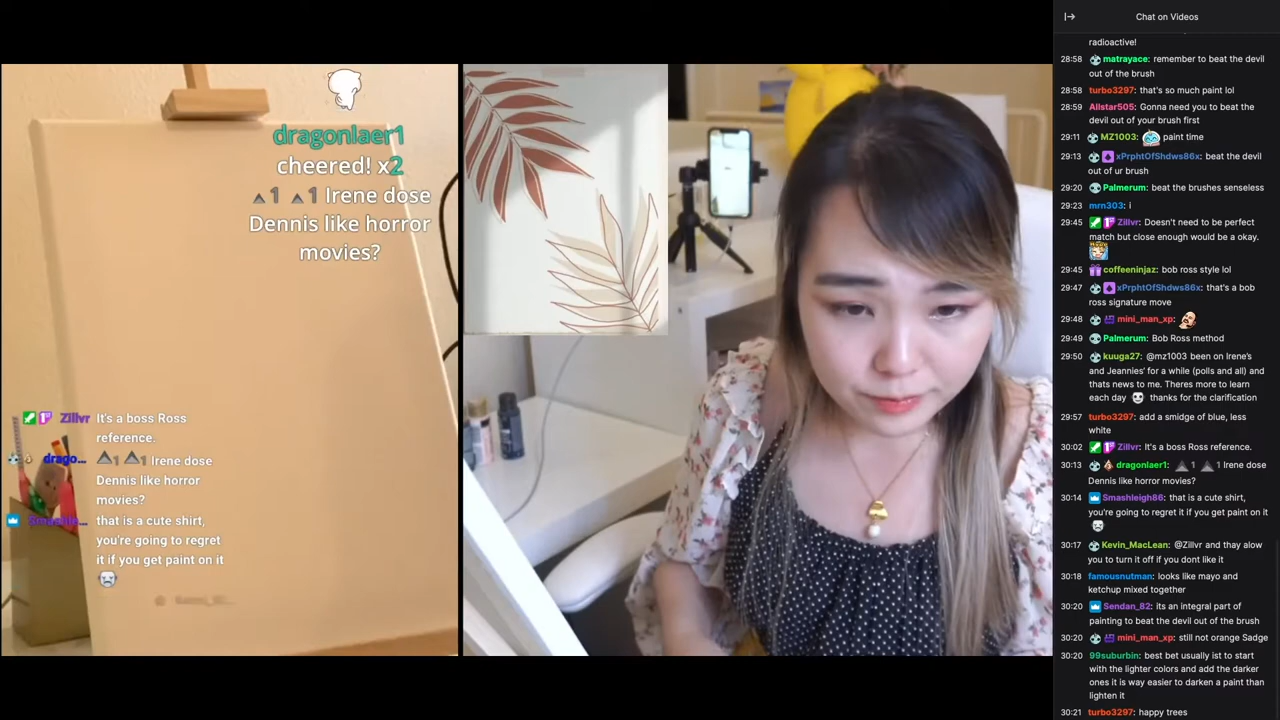 dragonlaer1
cheered! x2
1 1 Irene dose
Dennis like horror
movies?
Zillvr It's a boss Ross
reference.
drago... 1 1 Irene dose
Dennis like horror
movies?
that is a cute shirt,
you're going to regret
it if you get paint on it
Chat on Videos
radioactive!
28:58 matrayace: remember to beat the devil
out of the brush
28:58 turbo3297: that's so much paint lol
28:59 Allstar505: Gonna need you to beat the
devil out of your brush first
29:11 MZ1003: paint time
29:13 xPrphtOfShdws86x: beat the devil
out of ur brush
29:20 Palmerum: beat the brushes senseless
29:23 mrn303: i
29:45 Zillvr: Doesn't need to be perfect
match but close enough would be a okay.
29:45 coffeeninjaz: bob ross style lol
29:47 xPrphtOfShdws86x: that's a bob
ross signature move
29:48 mini_man_xp:
29:49 Palmerum: Bob Ross method
29:50 kuuga27: @mz1003 been on Irene's
and Jeannies' for a while (polls and all) and
thats news to me. Theres more to learn
each day thanks for the clarification
29:57 turbo3297: add a smidge of blue, less
white
30:02 Zillvr: It's a boss Ross reference.
30:13 dragonlaer1: 1 1 Irene dose
Dennis like horror movies?
30:14 Smashleigh86: that is a cute shirt,
you're going to regret it if you get paint on it
30:17 Kevin_MacLean: @Zillvr and thay alow
you to turn it off if you dont like it
30:18 famousnutman: looks like mayo and
ketchup mixed together
30:20 Sendan_82: its an integral part of
painting to beat the devil out of the brush
30:20 mini_man_xp: still not orange Sadge
30:20 99suburbin: best bet usually ist to start
with the lighter colors and add the darker
ones it is way easier to darken a paint than
lighten it
30:21 turbo3297: happy trees